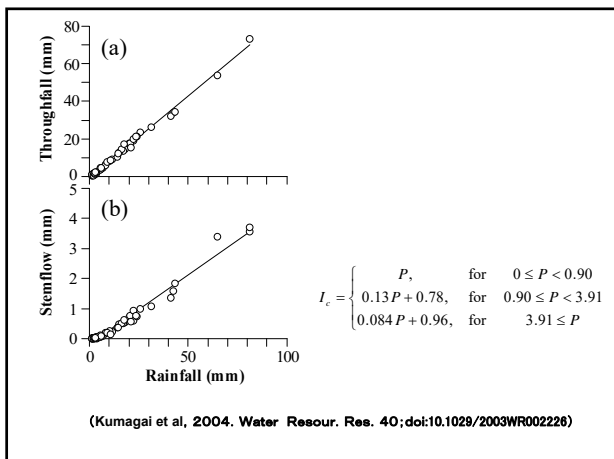 (a)
Throughfall (mm)
80
60
40
20
0
(b)
Stemflow (mm)
5
4
3
2
1
0
0 50 100
Rainfall (mm)
I_c = { P, for 0 ≤ P < 0.90
0.13P + 0.78, for 0.90 ≤ P < 3.91
0.084P + 0.96, for 3.91 ≤ P
(Kumagai et al, 2004. Water Resour. Res. 40;doi:10.1029/2003WR002226)